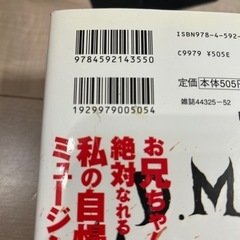 9784592143550
1929979005054
ISBN978-4-592-
C9979 ¥505E
定価 本体505円
雑誌44325-52
お兄ちゃ
絶対なれる
私の自慢
ミュージ
D.M